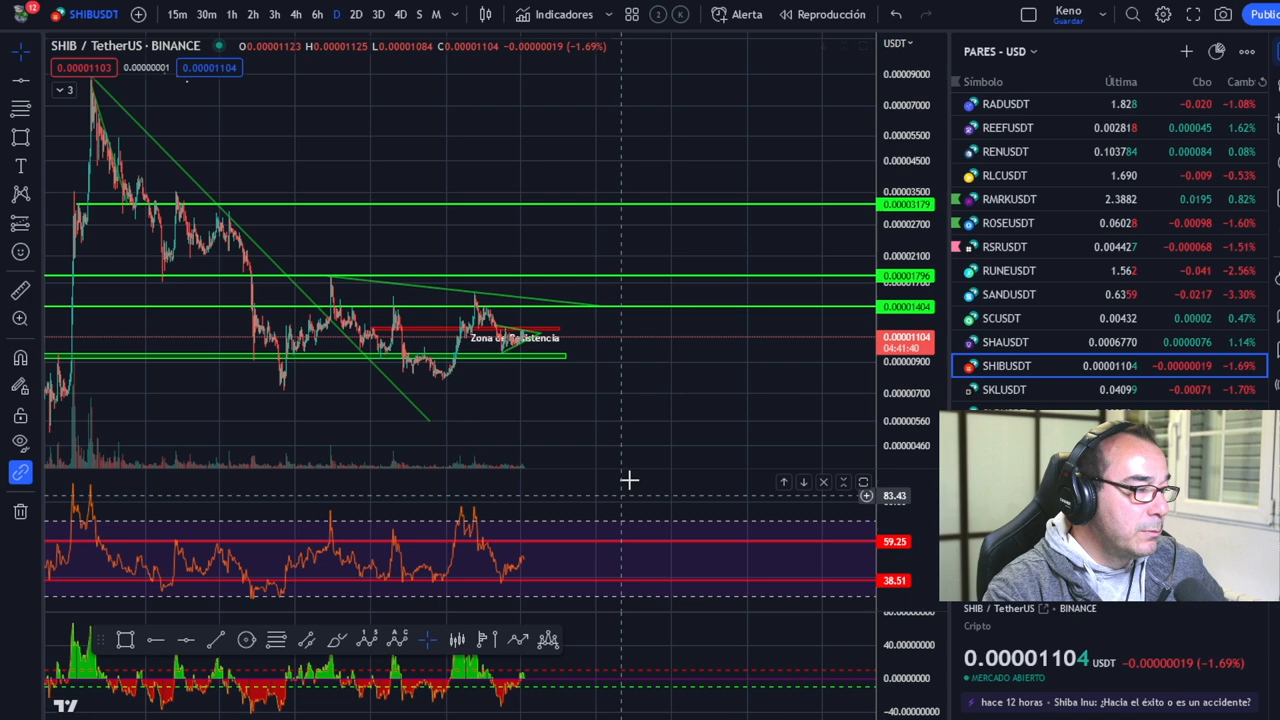 12
SHIBUSDT
15m 30m 1h 2h 3h 4h 6h D 2D 3D 4D S M
Indicadores
2 K
Alerta
Reproducción
Keno
Guardar
Public
SHIB / TetherUS · BINANCE
O0.00001123 H0.00001125 L0.00001084 C0.00001104 −0.00000019 (−1.69%)
0.00001103 0.00000001 0.00001104
3
USDT
0.00009000
0.00007000
0.00005500
0.00004500
0.00003500
0.00003179
0.00002700
0.00002100
0.00001796
0.00001404
0.00001104
04:41:40
0.00000900
0.00000700
0.00000560
0.00000460
Zona de Resistencia
83.43
59.25
38.51
80.00000000
40.00000000
0.00000000
−40.00000000
PARES - USD
Símbolo Última Cbo Camb
RADUSDT 1.828 −0.020 −1.08%
REEFUSDT 0.002818 0.000045 1.62%
RENUSDT 0.103784 0.000084 0.08%
RLCUSDT 1.690 −0.009 −0.53%
RMRKUSDT 2.3882 0.0195 0.82%
ROSEUSDT 0.06028 −0.00098 −1.60%
RSRUSDT 0.004427 −0.000068 −1.51%
RUNEUSDT 1.562 −0.041 −2.56%
SANDUSDT 0.6359 −0.0217 −3.30%
SCUSDT 0.00432 0.00002 0.47%
SHAUSDT 0.0006770 0.0000076 1.14%
SHIBUSDT 0.00001104 −0.00000019 −1.69%
SKLUSDT 0.04099 −0.00071 −1.70%
SHIB / TetherUS BINANCE
Cripto
0.00001104 USDT −0.00000019 (−1.69%)
MERCADO ABIERTO
hace 12 horas · Shiba Inu: ¿Hacia el éxito o es un accidente?